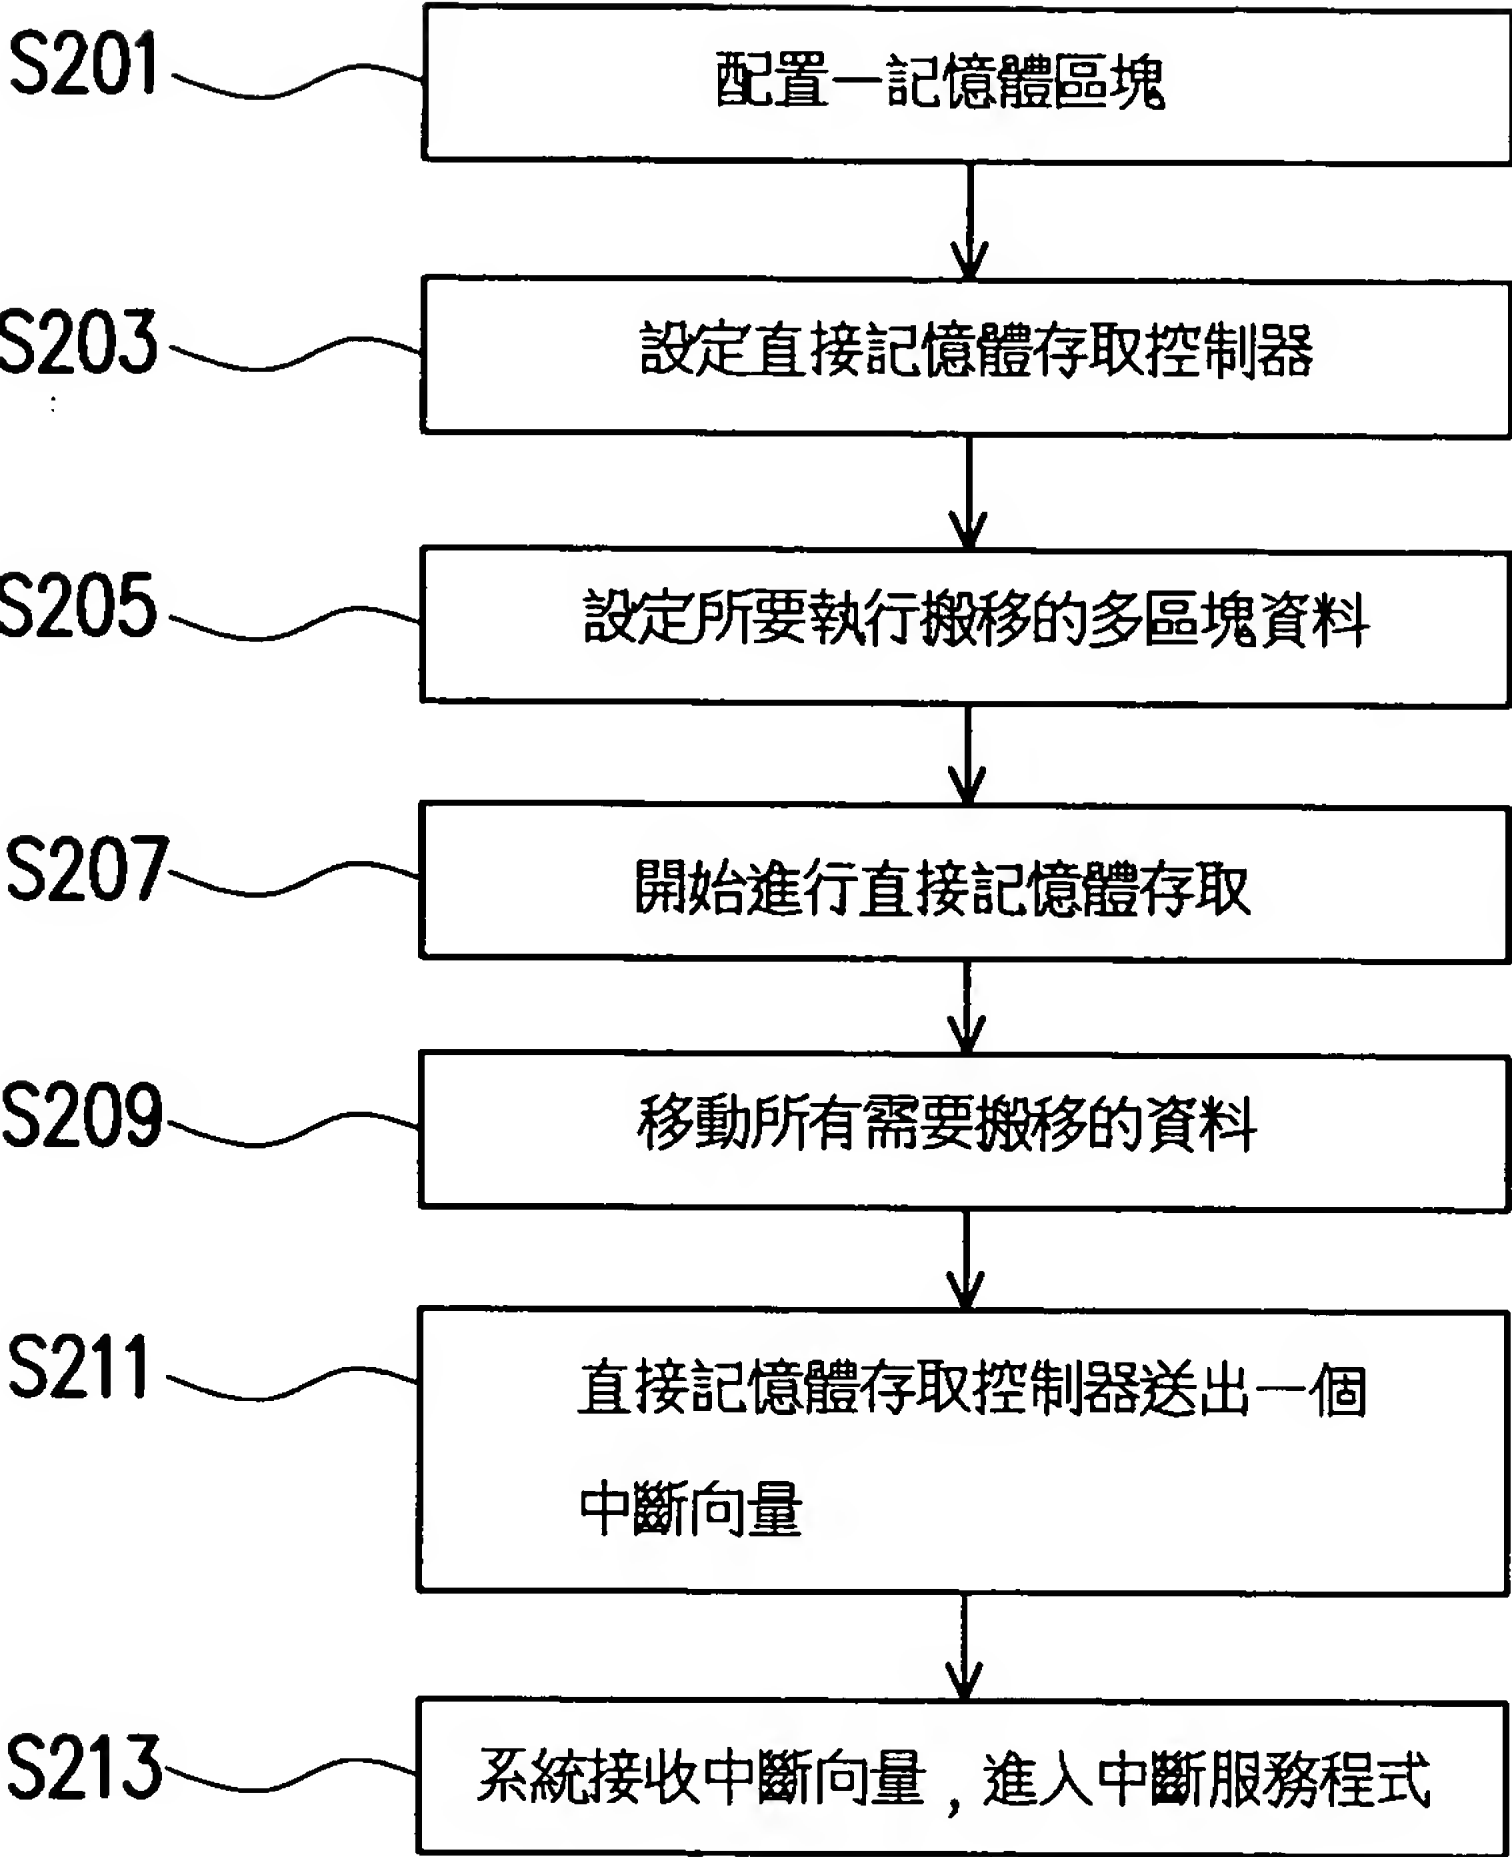 S201
配置一記憶體區塊
S203
設定直接記憶體存取控制器
S205
設定所要執行搬移的多區塊資料
S207
開始進行直接記憶體存取
S209
移動所有需要搬移的資料
S211
直接記憶體存取控制器送出一個
中斷向量
S213
系統接收中斷向量，進入中斷服務程式